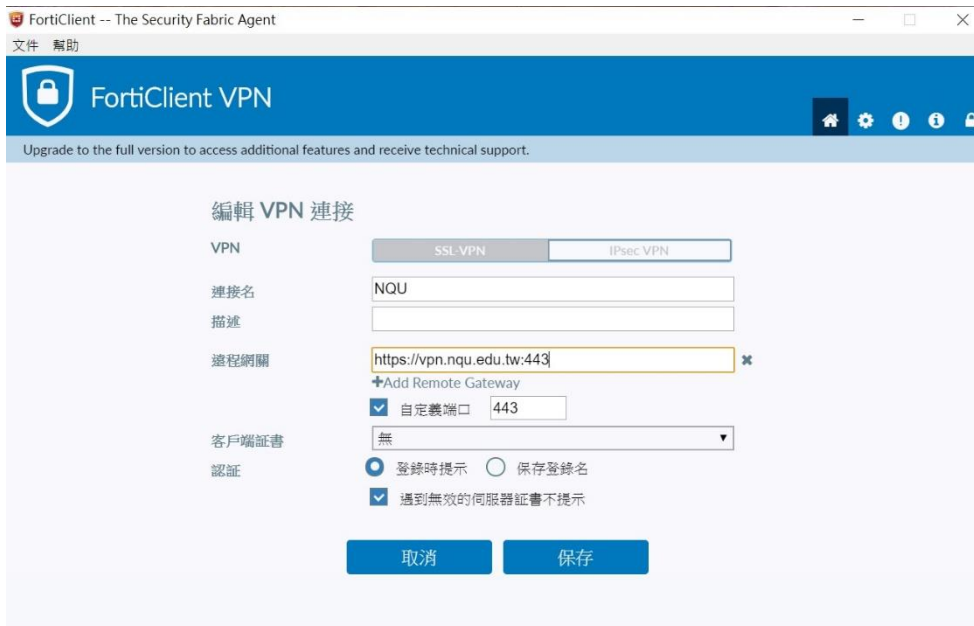 FortiClient -- The Security Fabric Agent
文件 幫助
FortiClient VPN
Upgrade to the full version to access additional features and receive technical support.
編輯 VPN 連接
VPN SSL-VPN IPsec VPN
連接名 NQU
描述
遠程網關 https://vpn.nqu.edu.tw:443
+Add Remote Gateway
自定義端口 443
客戶端証書 無
認証 登錄時提示 保存登錄名
遇到無效的伺服器証書不提示
取消 保存